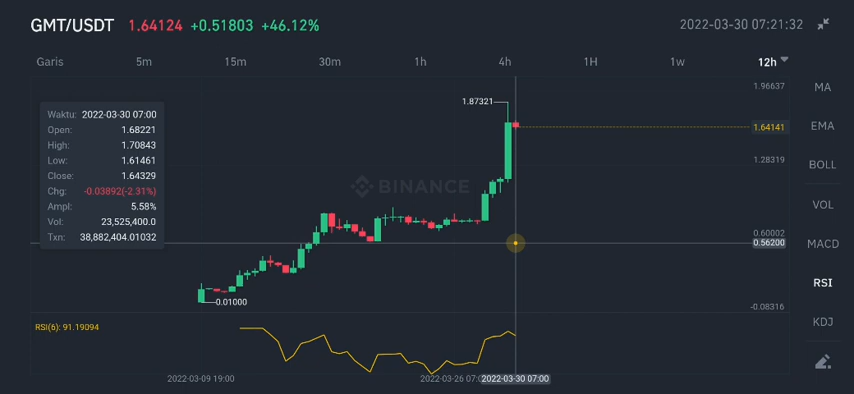 GMT/USDT 1.64124 +0.51803 +46.12% 2022-03-30 07:21:32
Garis 5m 15m 30m 1h 4h 1H 1w 12h
MA
EMA
BOLL
VOL
MACD
RSI
KDJ
Waktu: 2022-03-30 07:00
Open: 1.68221
High: 1.70843
Low: 1.61461
Close: 1.64329
Chg: -0.03892(-2.31%)
Ampl: 5.58%
Vol: 23,525,400.0
Txn: 38,882,404.01032
1.87321
BINANCE
0.01000
1.96637
1.64141
1.28319
0.60002
0.56200
-0.08316
RSI(6): 91.19094
2022-03-09 19:00 2022-03-26 07: 2022-03-30 07:00